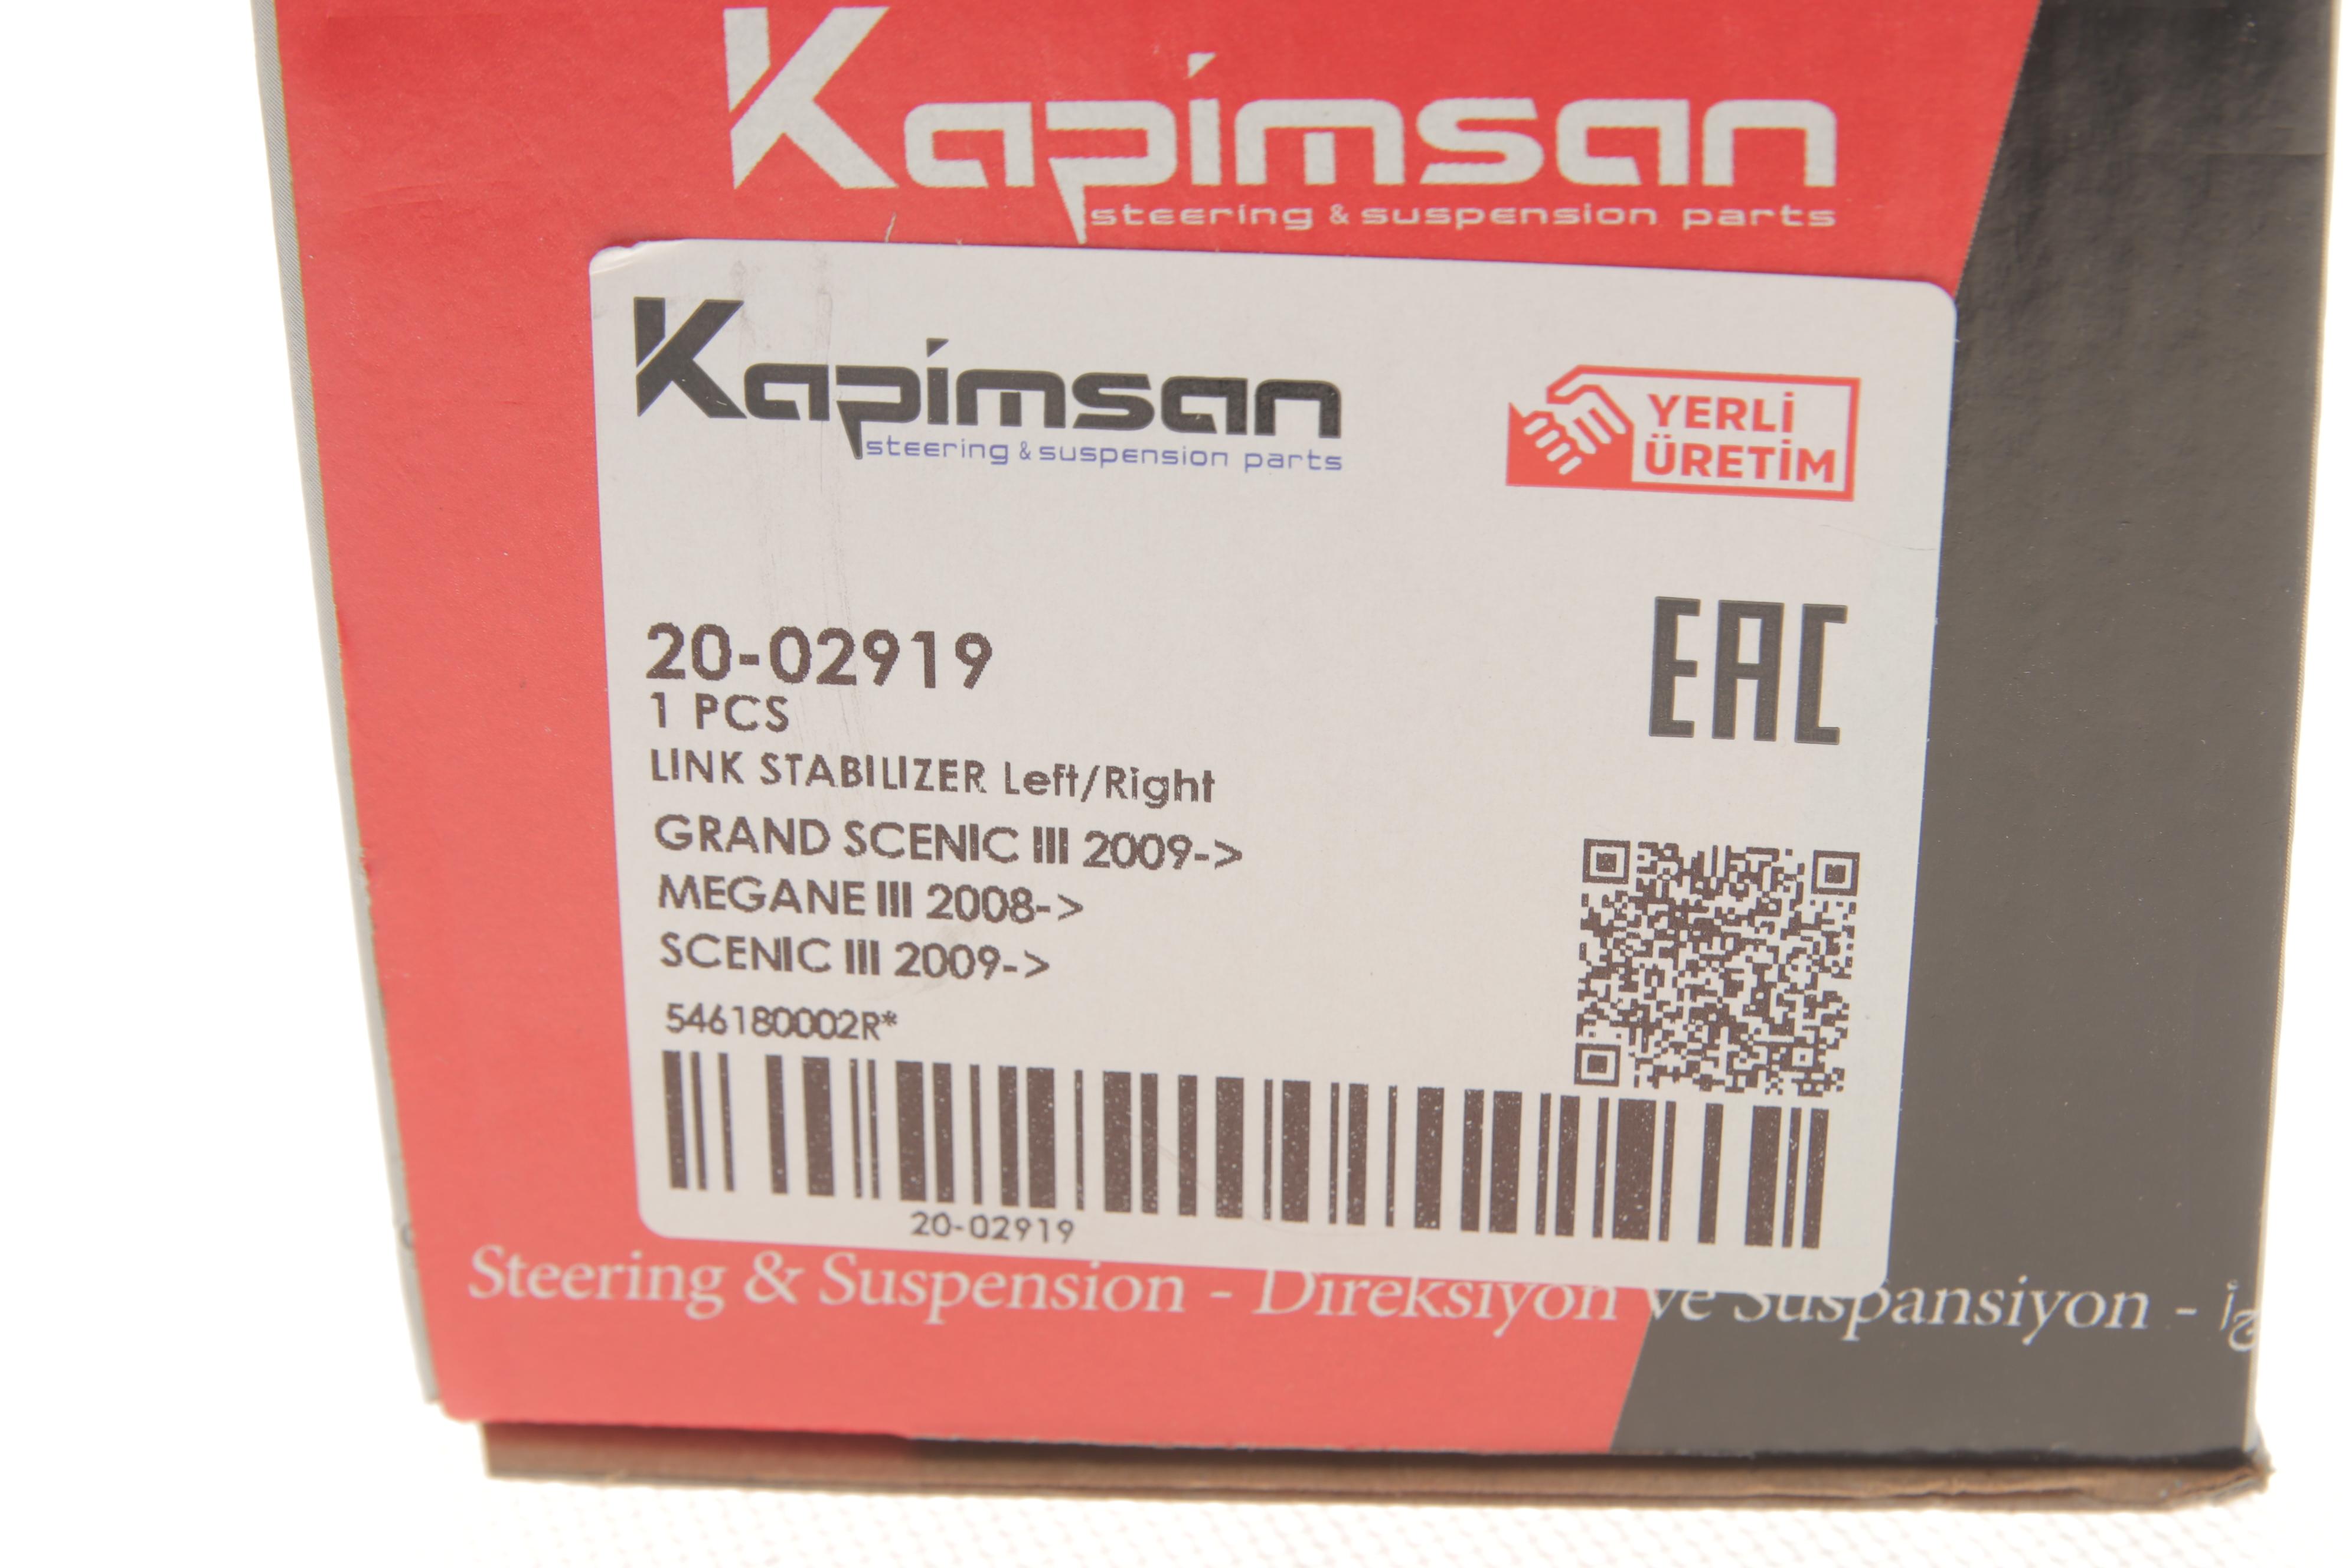 Kapimsan
steering & suspension parts
Kapimsan
steering & suspension parts
YERLİ
ÜRETİM
20-02919
1 PCS
LINK STABILIZER Left/Right
GRAND SCENIC III 2009->
MEGANE III 2008->
SCENIC III 2009->
546180002R*
EAC
20-02919
Steering & Suspension - Direksiyon ve Suspansiyon -